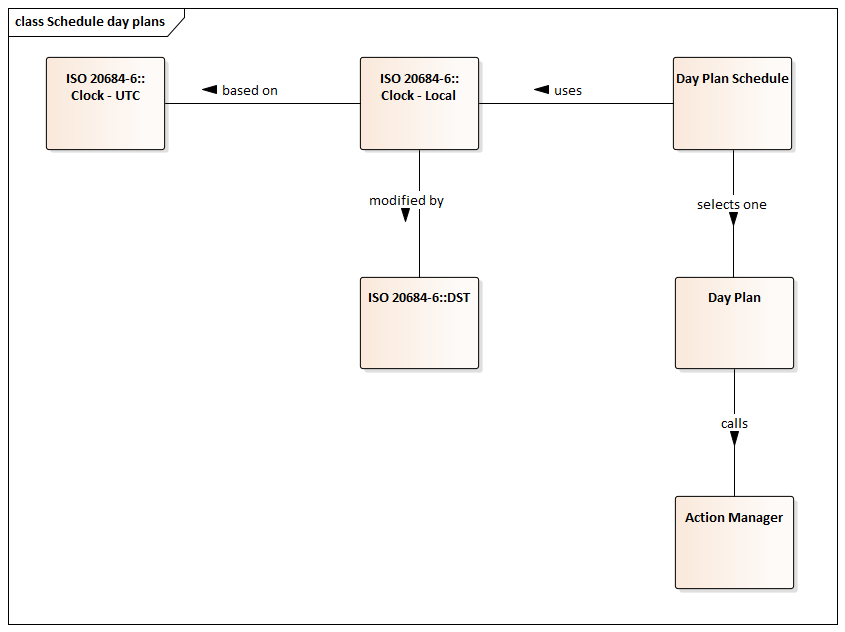 class Schedule day plans
ISO 20684-6::
Clock - UTC
based on
ISO 20684-6::
Clock - Local
uses
Day Plan Schedule
modified by
selects one
ISO 20684-6::DST
Day Plan
calls
Action Manager